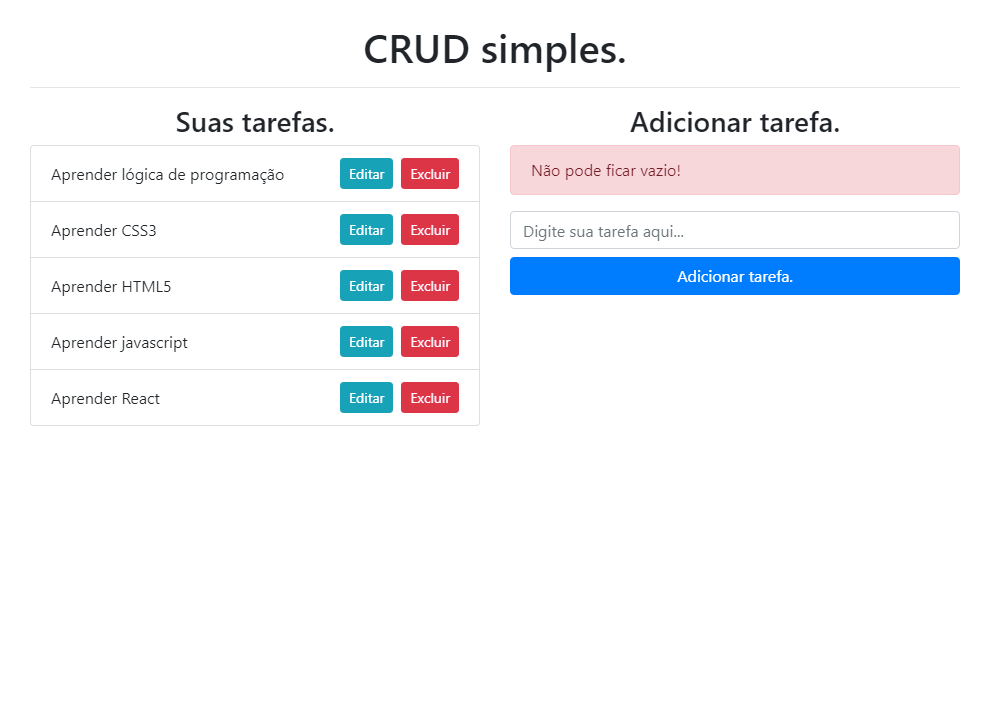 CRUD simples.
Suas tarefas.
Aprender lógica de programação Editar Excluir
Aprender CSS3 Editar Excluir
Aprender HTML5 Editar Excluir
Aprender javascript Editar Excluir
Aprender React Editar Excluir
Adicionar tarefa.
Não pode ficar vazio!
Digite sua tarefa aqui...
Adicionar tarefa.